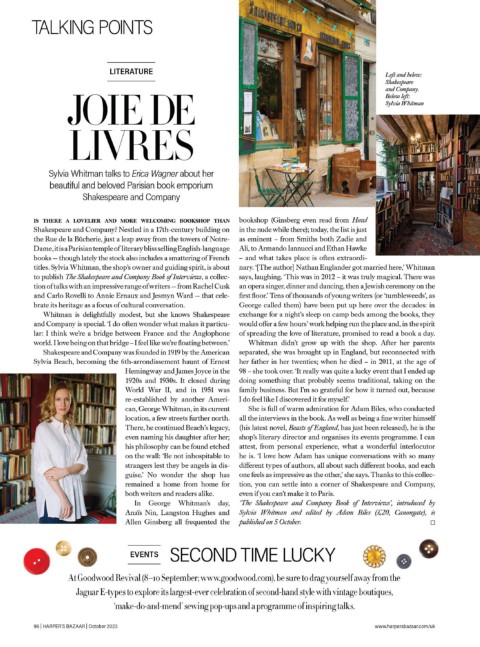 TALKING POINTS
LITERATURE
JOIE DE
LIVRES
Sylvia Whitman talks to Erica Wagner about her
beautiful and beloved Parisian book emporium
Shakespeare and Company
Left and below:
Shakespeare
and Company.
Below left:
Sylvia Whitman
IS THERE A LOVELIER AND MORE WELCOMING BOOKSHOP THAN
Shakespeare and Company? Nestled in a 17th-century building on
the Rue de la Bûcherie, just a leap away from the towers of Notre-
Dame, it is a Parisian temple of literary bliss selling English-language
books – though lately the stock also includes a smattering of French
titles. Sylvia Whitman, the shop's owner and guiding spirit, is about
to publish The Shakespeare and Company Book of Interviews, a collec-
tion of talks with an impressive range of writers – from Rachel Cusk
and Carlo Rovelli to Annie Ernaux and Jesmyn Ward – that cele-
brate its heritage as a focus of cultural conversation.
Whitman is delightfully modest, but she knows Shakespeare
and Company is special. 'I do often wonder what makes it particu-
lar: I think we're a bridge between France and the Anglophone
world. I love being on that bridge – I feel like we're floating between.'
Shakespeare and Company was founded in 1919 by the American
Sylvia Beach, becoming the 6th-arrondissement haunt of Ernest
Hemingway and James Joyce in the
1920s and 1930s. It closed during
World War II, and in 1951 was
re-established by another Ameri-
can, George Whitman, in its current
location, a few streets further north.
There, he continued Beach's legacy,
even naming his daughter after her;
his philosophy can be found etched
on the wall: 'Be not inhospitable to
strangers lest they be angels in dis-
guise.' No wonder the shop has
remained a home from home for
both writers and readers alike.
In George Whitman's day,
Anaïs Nin, Langston Hughes and
Allen Ginsberg all frequented the
bookshop (Ginsberg even read from Howl
in the nude while there); today, the list is just
as eminent – from Smiths both Zadie and
Ali, to Armando Iannucci and Ethan Hawke
– and what takes place is often extraordi-
nary. '[The author] Nathan Englander got married here,' Whitman
says, laughing. 'This was in 2012 – it was truly magical. There was
an opera singer, dinner and dancing, then a Jewish ceremony on the
first floor.' Tens of thousands of young writers (or 'tumbleweeds', as
George called them) have been put up here over the decades: in
exchange for a night's sleep on camp beds among the books, they
would offer a few hours' work helping run the place and, in the spirit
of spreading the love of literature, promised to read a book a day.
Whitman didn't grow up with the shop. After her parents
separated, she was brought up in England, but reconnected with
her father in her twenties; when he died – in 2011, at the age of
98 – she took over. 'It really was quite a lucky event that I ended up
doing something that probably seems traditional, taking on the
family business. But I'm so grateful for how it turned out, because
I do feel like I discovered it for myself.'
She is full of warm admiration for Adam Biles, who conducted
all the interviews in the book. As well as being a fine writer himself
(his latest novel, Beasts of England, has just been released), he is the
shop's literary director and organises its events programme. I can
attest, from personal experience, what a wonderful interlocutor
he is. 'I love how Adam has unique conversations with so many
different types of authors, all about such different books, and each
one feels as impressive as the other,' she says. Thanks to this collec-
tion, you can settle into a corner of Shakespeare and Company,
even if you can't make it to Paris.
'The Shakespeare and Company Book of Interviews', introduced by
Sylvia Whitman and edited by Adam Biles (£20, Canongate), is
published on 5 October.
EVENTS
SECOND TIME LUCKY
At Goodwood Revival (8–10 September; www.goodwood.com), be sure to drag yourself away from the
Jaguar E-types to explore its largest-ever celebration of second-hand style with vintage boutiques,
'make-do-and-mend' sewing pop-ups and a programme of inspiring talks.
96 | HARPER'S BAZAAR | October 2023
www.harpersbazaar.com/uk